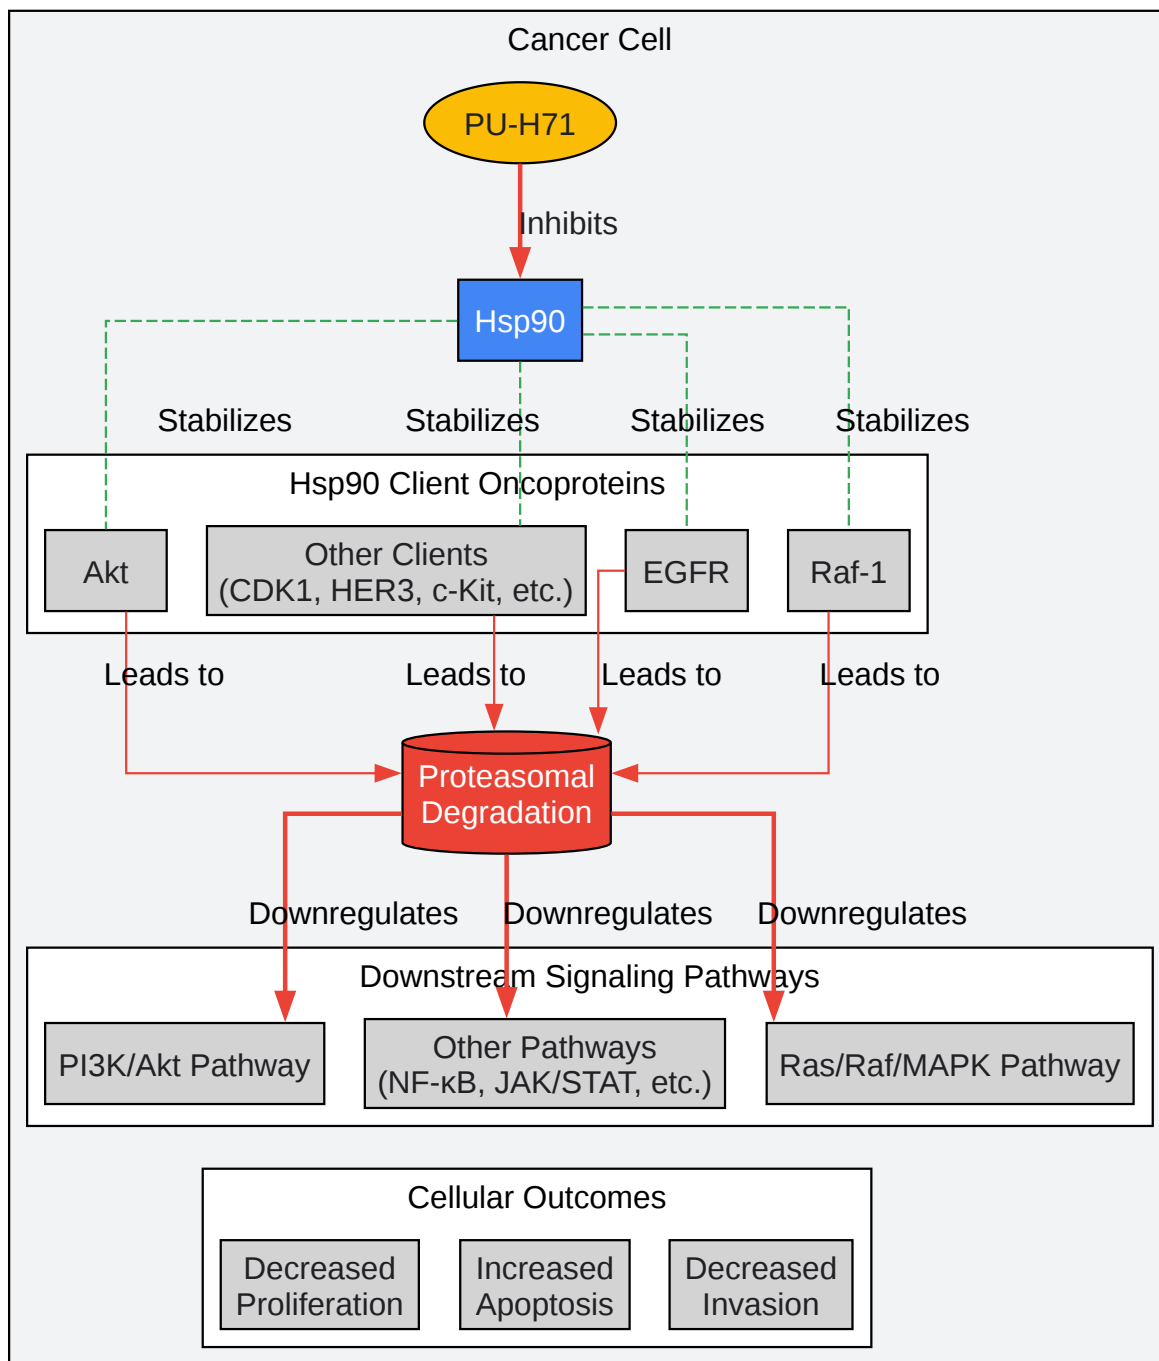 Cancer Cell
PU-H71
Inhibits
Hsp90
Stabilizes
Stabilizes
Stabilizes
Stabilizes
Hsp90 Client Oncoproteins
Akt
Other Clients
(CDK1, HER3, c-Kit, etc.)
EGFR
Raf-1
Leads to
Leads to
Leads to
Leads to
Proteasomal
Degradation
Downregulates
Downregulates
Downregulates
Downstream Signaling Pathways
PI3K/Akt Pathway
Other Pathways
(NF-κB, JAK/STAT, etc.)
Ras/Raf/MAPK Pathway
Cellular Outcomes
Decreased
Proliferation
Increased
Apoptosis
Decreased
Invasion